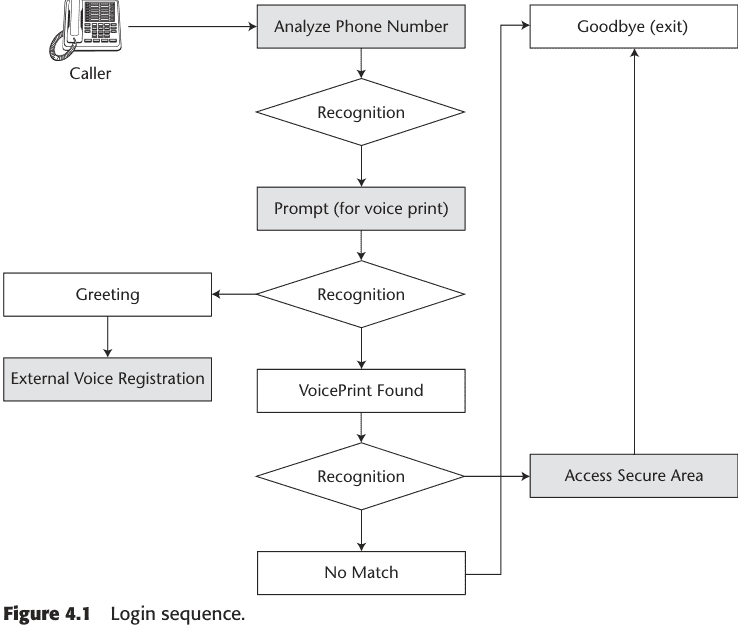 Analyze Phone Number
Goodbye (exit)
Caller
Recognition
Prompt (for voice print)
Greeting
Recognition
External Voice Registration
VoicePrint Found
Recognition
Access Secure Area
No Match
Figure 4.1 Login sequence.